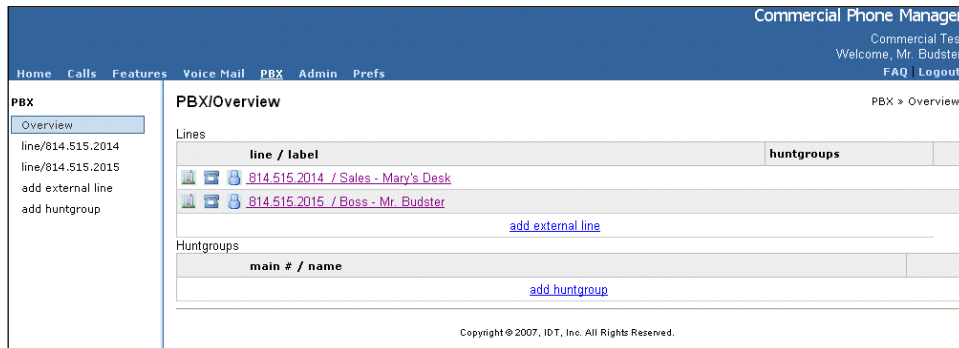 Commercial Phone Manager
Commercial Tes
Welcome, Mr. Budster
Home Calls Features Voice Mail PBX Admin Prefs FAQ | Logout
PBX
Overview
line/814.515.2014
line/814.515.2015
add external line
add huntgroup
PBX/Overview
PBX » Overview
Lines
line / label huntgroups
814.515.2014 / Sales - Mary's Desk
814.515.2015 / Boss - Mr. Budster
add external line
Huntgroups
main # / name
add huntgroup
Copyright © 2007, IDT, Inc. All Rights Reserved.